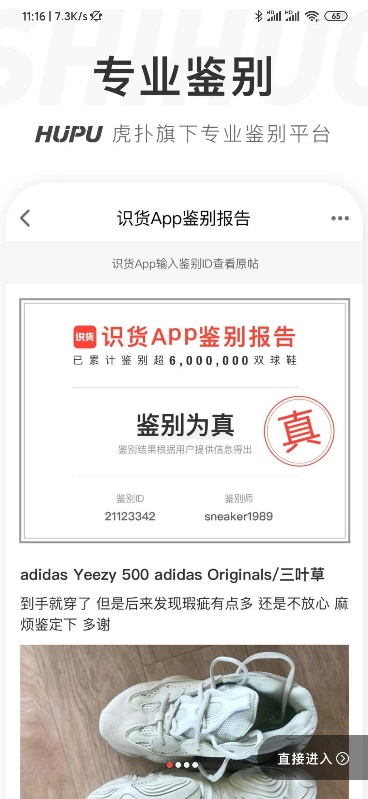 11:16 | 7.3K/s
65
专业鉴别
HUPU 虎扑旗下专业鉴别平台
识货App鉴别报告
识货App输入鉴别ID查看原帖
识货 识货App鉴别报告
已累计鉴别超6,000,000双球鞋
鉴别为真
真
鉴别结果根据用户提供信息得出
鉴别ID 鉴别师
21123342 sneaker1989
adidas Yeezy 500 adidas Originals/三叶草
到手就穿了 但是后来发现瑕疵有点多 还是不放心 麻
烦鉴定下 多谢
直接进入